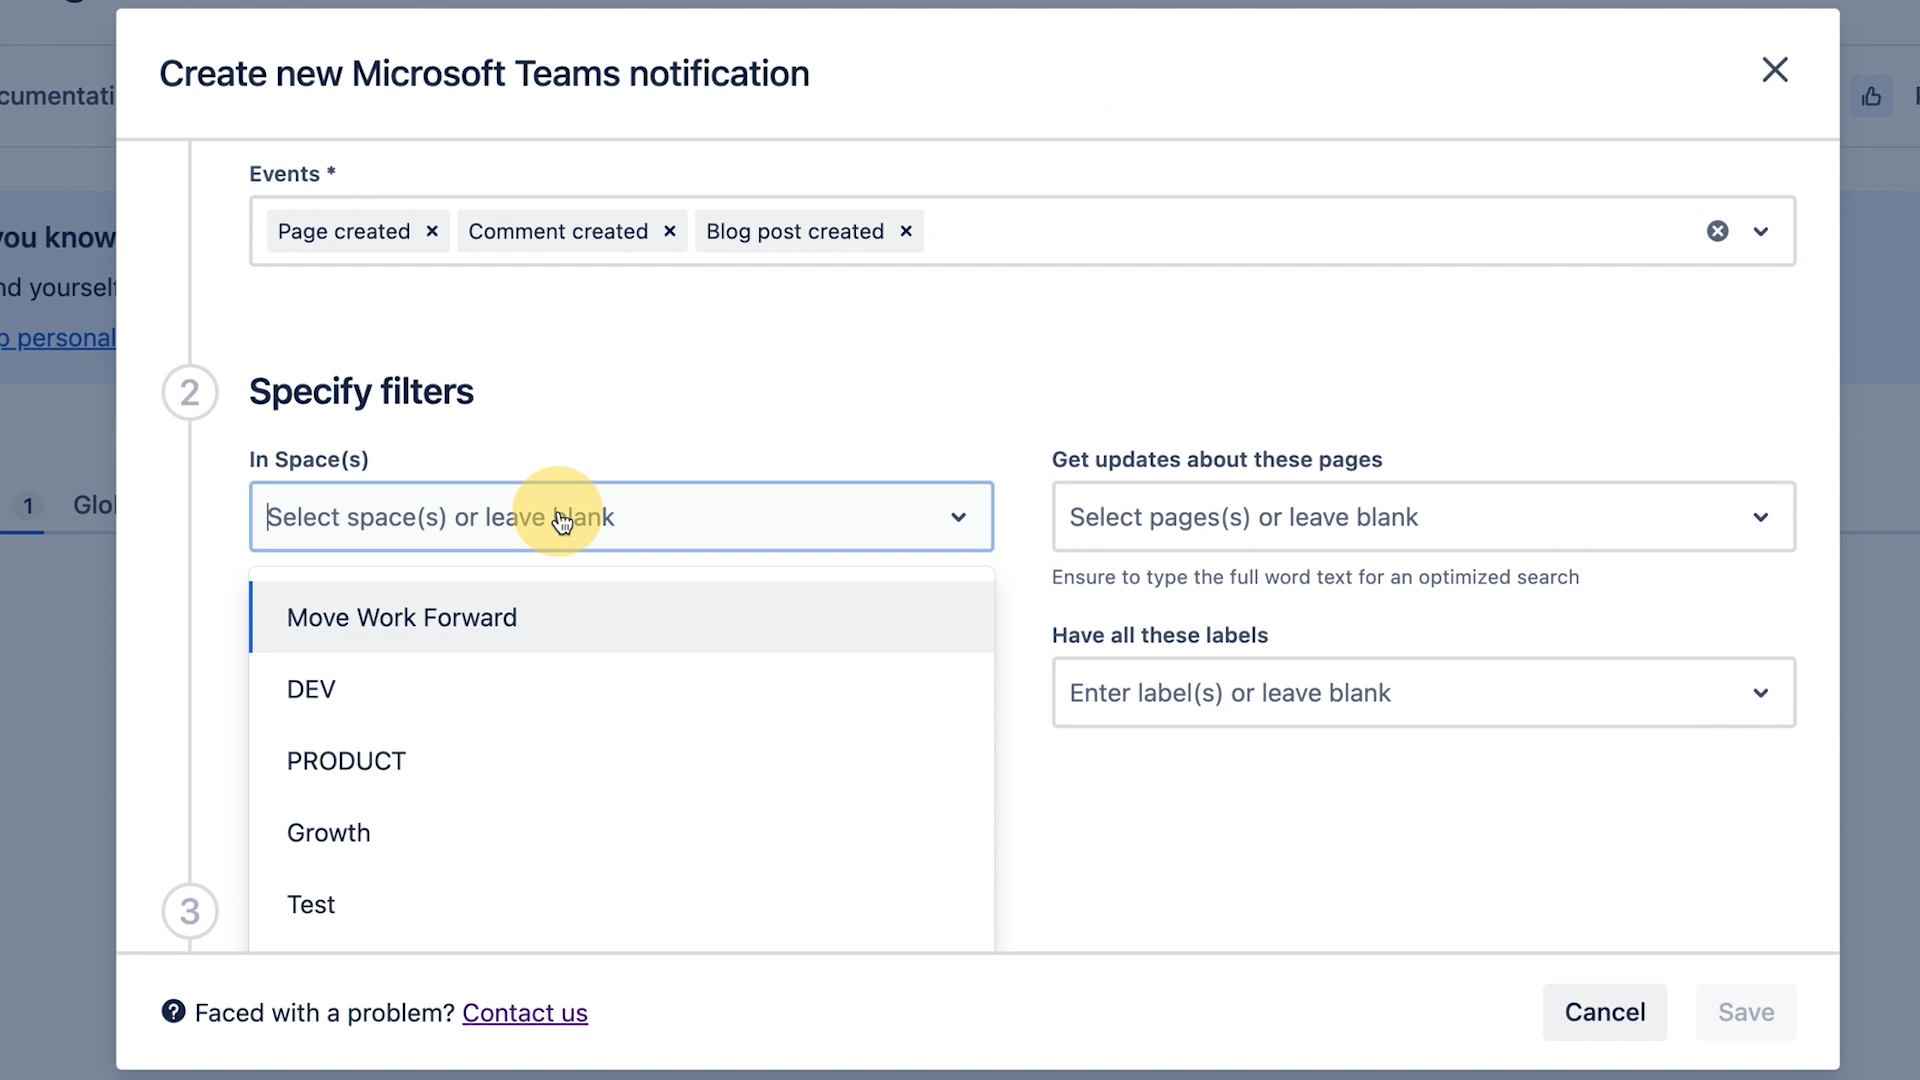 Create new Microsoft Teams notification
cumentati
Events *
Page created
Comment created
Blog post created
you know
nd yourself
p personal
2 Specify filters
In Space(s)
Get updates about these pages
1 Glo
Select space(s) or leave blank
Select pages(s) or leave blank
Ensure to type the full word text for an optimized search
Move Work Forward
Have all these labels
DEV
Enter label(s) or leave blank
PRODUCT
Growth
3
Test
Faced with a problem? Contact us
Cancel
Save